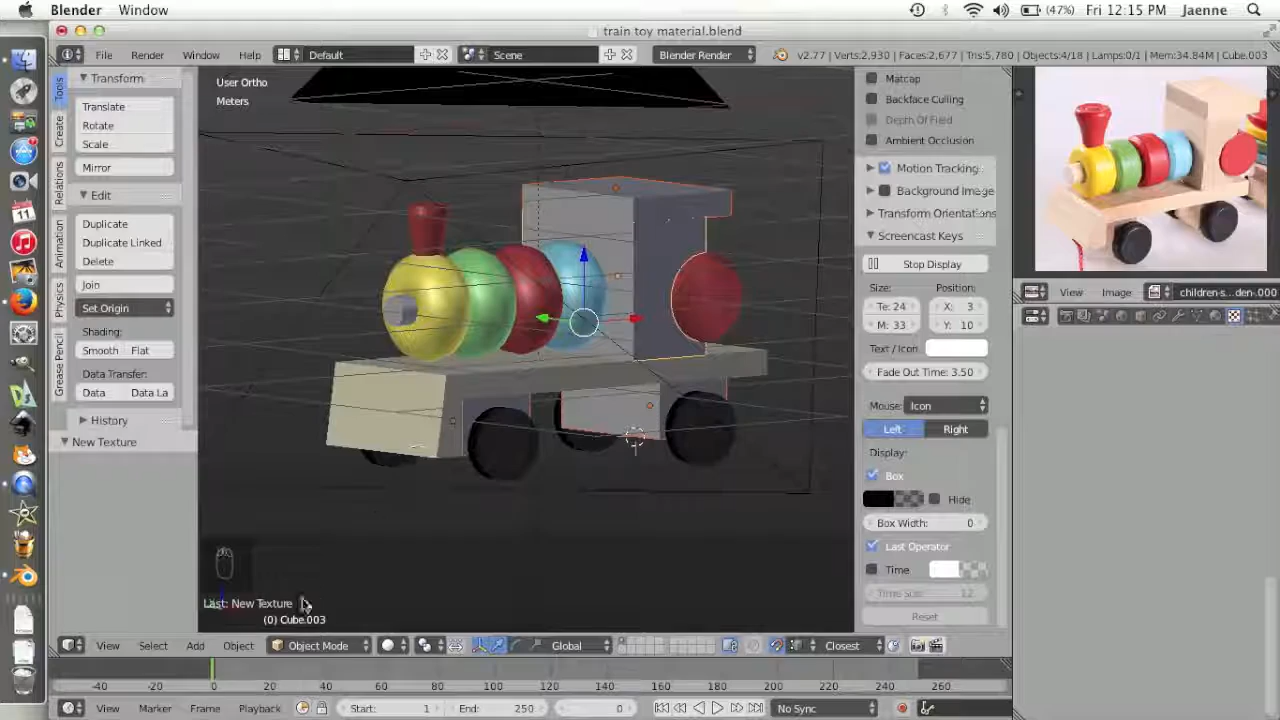 Blender Window (47%) Fri 12:15 PM Jaenne
train toy material.blend
File Render Window Help Default Scene Blender Render v2.77 | Verts:2,930 | Faces:2,677 | Tris:5,780 | Objects:4/18 | Lamps:0/1 | Mem:34.84M | Cube.003
Tools
Create
Relations
Animation
Physics
Grease Pencil
Transform
Translate
Rotate
Scale
Mirror
Edit
Duplicate
Duplicate Linked
Delete
Join
Set Origin
Shading:
Smooth Flat
Data Transfer:
Data Data La
History
New Texture
User Ortho
Meters
Last: New Texture
(0) Cube.003
Matcap
Backface Culling
Depth Of Field
Ambient Occlusion
Motion Tracking
Background Image
Transform Orientations
Screencast Keys
Stop Display
Size: Position:
Te: 24 X: 3
M: 33 Y: 10
Text / Icon:
Fade Out Time: 3.50
Mouse: Icon
Left Right
Display:
Box
Hide
Box Width: 0
Last Operator
Time
Time Size: 12
Reset
View Image children-s...den-.000
View Select Add Object Object Mode Global Closest
-40 -20 0 20 40 60 80 100 120 140 160 180 200 220 240 260
View Marker Frame Playback Start: 1 End: 250 0 No Sync